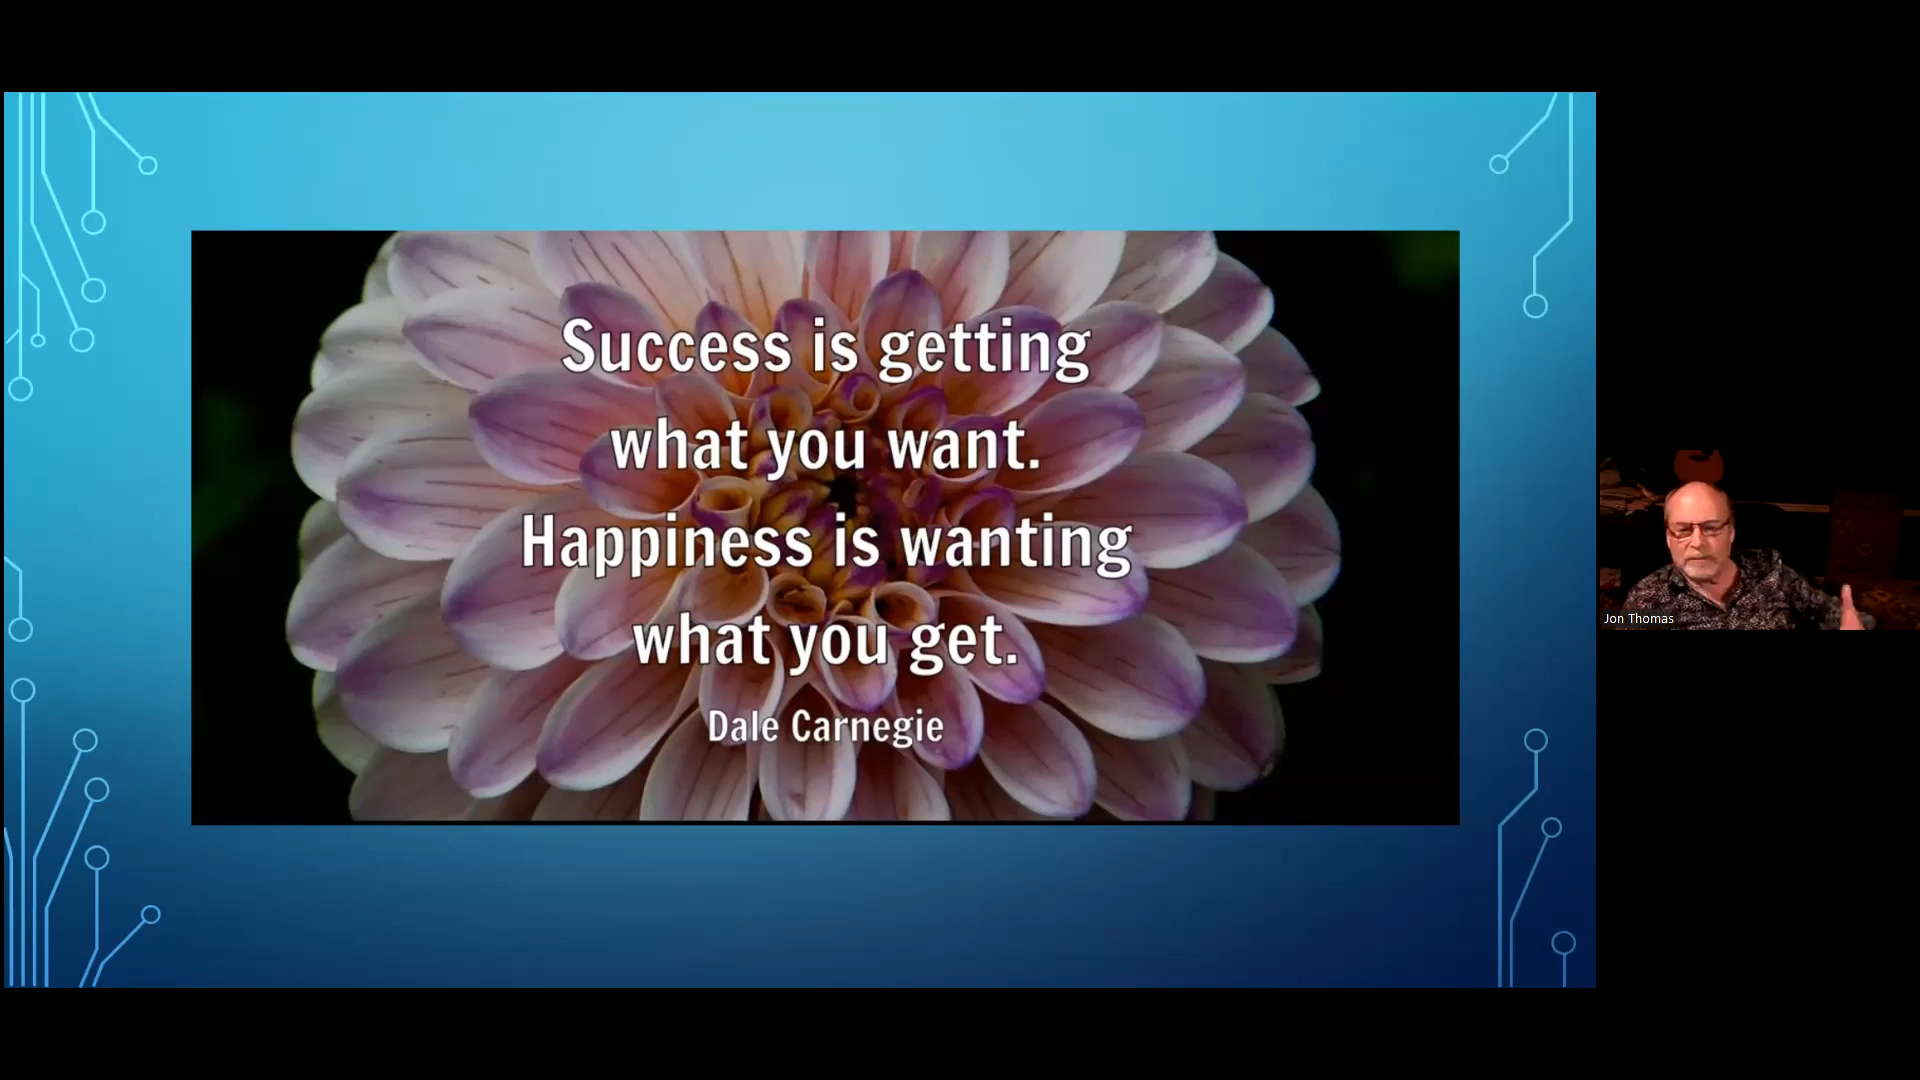 Success is getting
what you want.
Happiness is wanting
what you get.
Dale Carnegie
Jon Thomas